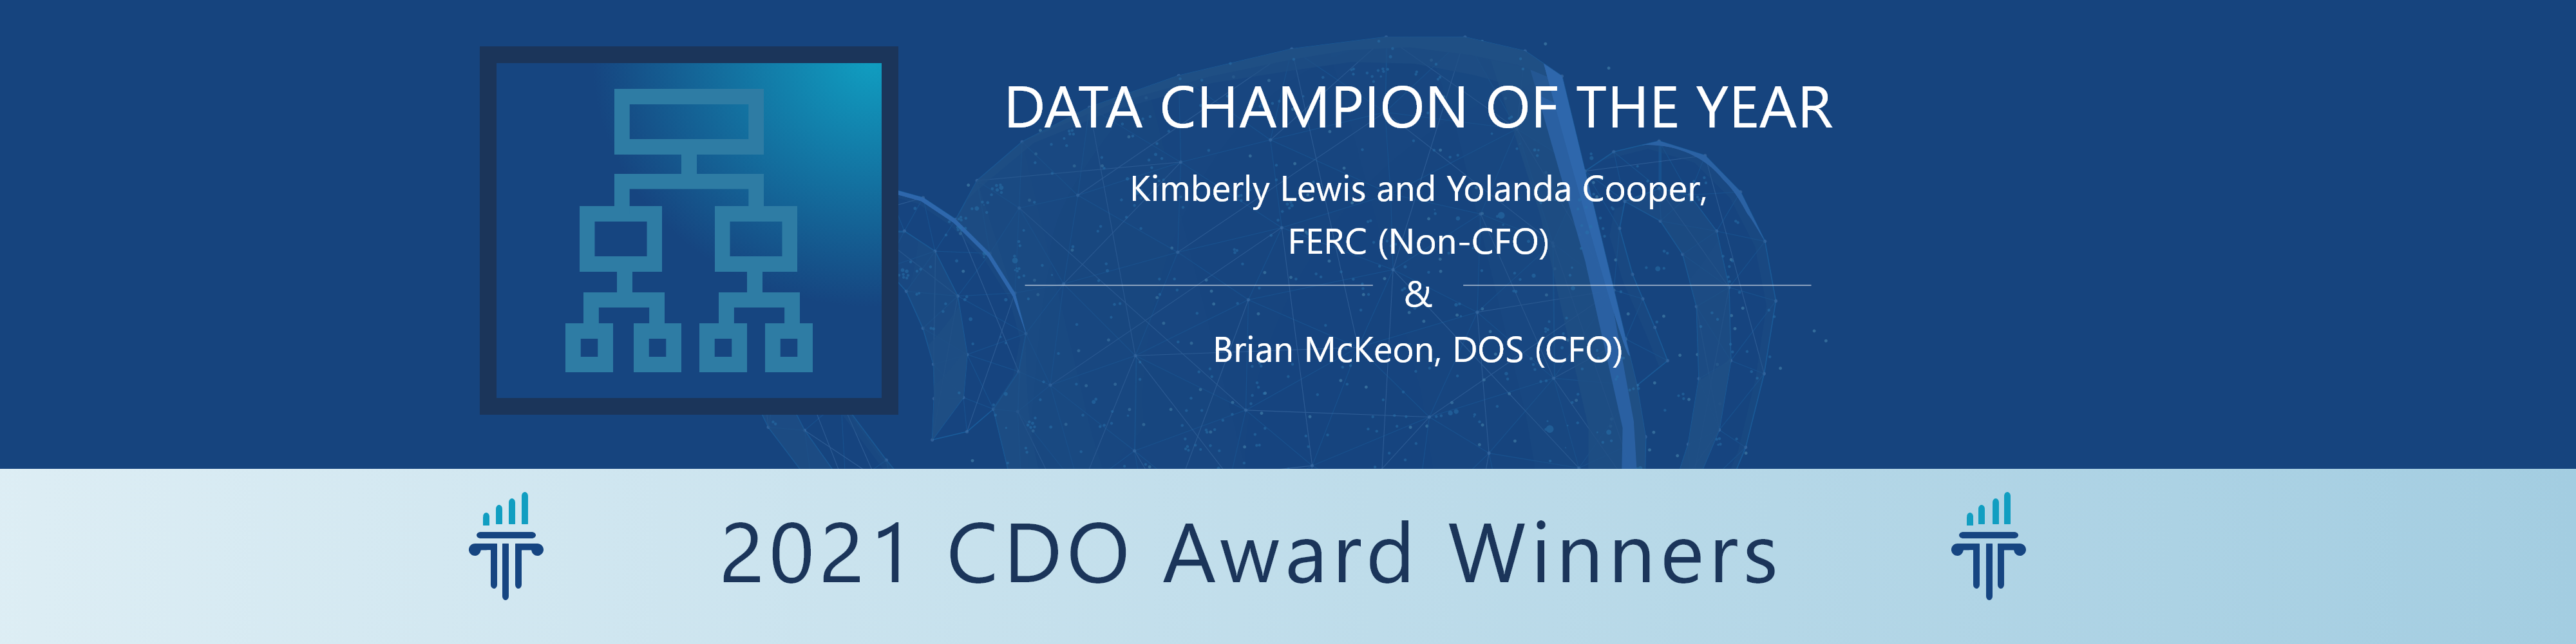 DATA CHAMPION OF THE YEAR
Kimberly Lewis and Yolanda Cooper,
FERC (Non-CFO)
&
Brian McKeon, DOS (CFO)
2021 CDO Award Winners